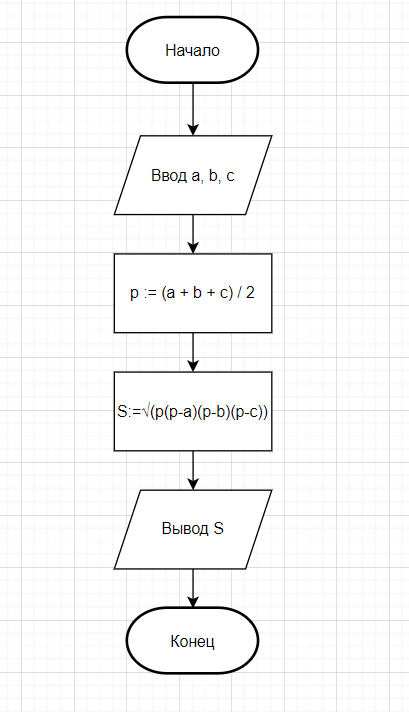 Начало
Ввод a, b, c
p := (a + b + c) / 2
S:=√(p(p-a)(p-b)(p-c))
Вывод S
Конец